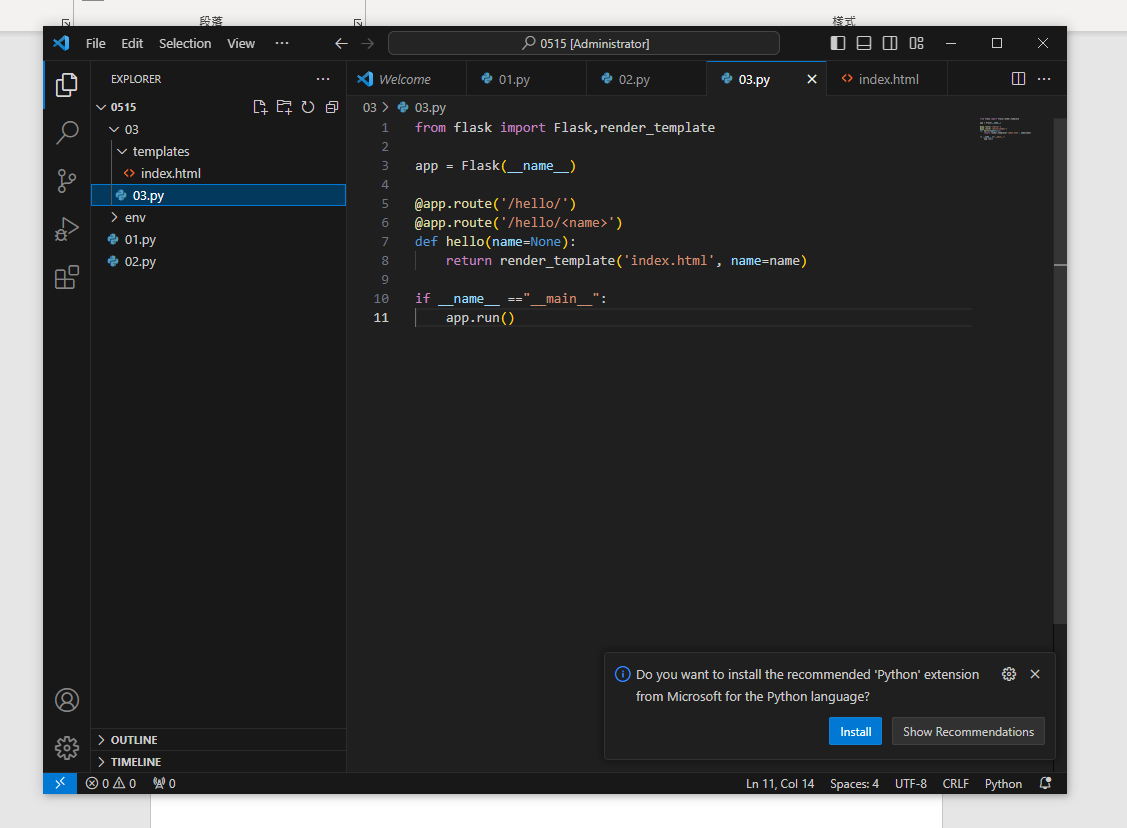 段落
樣式
File Edit Selection View ··· 0515 [Administrator]
EXPLORER ···
0515
03
templates
index.html
03.py
env
01.py
02.py
OUTLINE
TIMELINE
Welcome 01.py 02.py 03.py index.html ···
03 > 03.py
1 from flask import Flask,render_template
2
3 app = Flask(__name__)
4
5 @app.route('/hello/')
6 @app.route('/hello/<name>')
7 def hello(name=None):
8 return render_template('index.html', name=name)
9
10 if __name__ =="__main__":
11 app.run()
Do you want to install the recommended 'Python' extension
from Microsoft for the Python language?
Install Show Recommendations
0 0 0 Ln 11, Col 14 Spaces: 4 UTF-8 CRLF Python